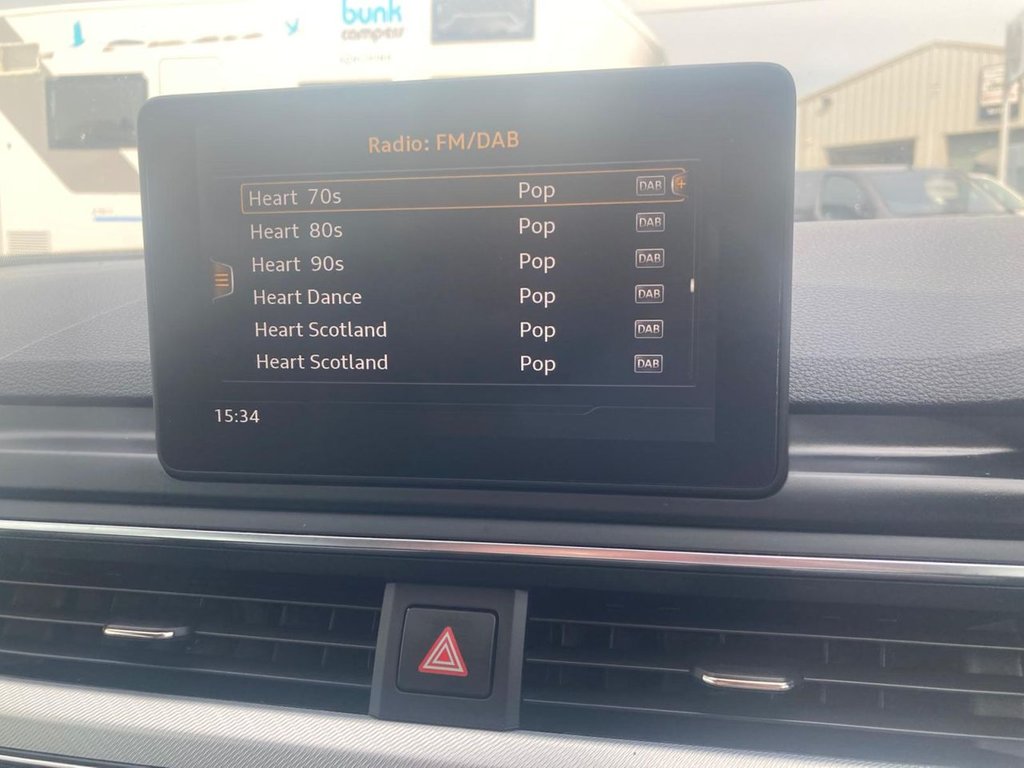 bunk
campers
Radio: FM/DAB
Heart 70s Pop DAB
Heart 80s Pop DAB
Heart 90s Pop DAB
Heart Dance Pop DAB
Heart Scotland Pop DAB
Heart Scotland Pop DAB
15:34